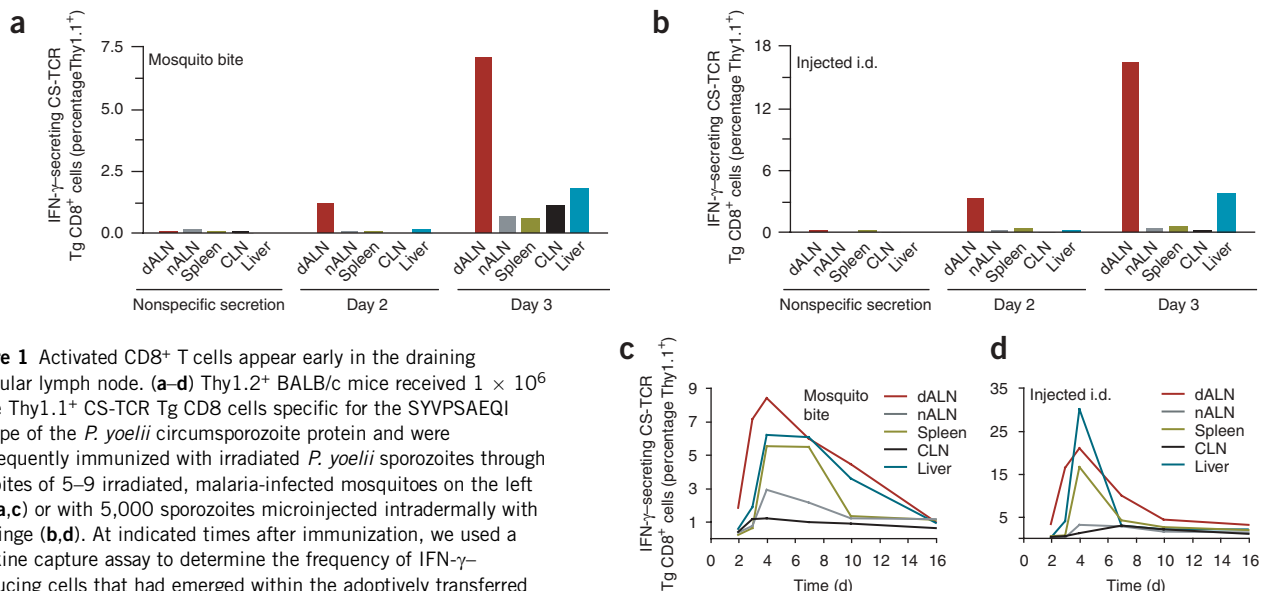 a
IFN-γ–secreting CS-TCR
Tg CD8+ cells (percentageThy1.1+)
7.5
5.0
2.5
0.0
Mosquito bite
dALN
nALN
Spleen
CLN
Liver
dALN
nALN
Spleen
CLN
Liver
dALN
nALN
Spleen
CLN
Liver
Nonspecific secretion
Day 2
Day 3
b
IFN-γ–secreting CS-TCR
Tg CD8+ cells (percentage Thy1.1+)
18
12
6
0
Injected i.d.
dALN
nALN
Spleen
CLN
Liver
dALN
nALN
Spleen
CLN
Liver
dALN
nALN
Spleen
CLN
Liver
Nonspecific secretion
Day 2
Day 3
1 Activated CD8+ T cells appear early in the draining
lymph node. (a–d) Thy1.2+ BALB/c mice received 1 × 10⁶
Thy1.1+ CS-TCR Tg CD8 cells specific for the SYVPSAEQI
of the P. yoelii circumsporozoite protein and were
immunized with irradiated P. yoelii sporozoites through
of 5–9 irradiated, malaria-infected mosquitoes on the left
(a,c) or with 5,000 sporozoites microinjected intradermally with
(b,d). At indicated times after immunization, we used a
capture assay to determine the frequency of IFN-γ–
cells that had emerged within the adoptively transferred
c
IFN-γ–secreting CS-TCR
Tg CD8+ cells (percentage Thy1.1+)
9
7
5
3
1
Mosquito
bite
dALN
nALN
Spleen
CLN
Liver
0 2 4 6 8 10 12 14 16
Time (d)
d
35
25
15
5
Injected i.d.
dALN
nALN
Spleen
CLN
Liver
0 2 4 6 8 10 12 14 16
Time (d)